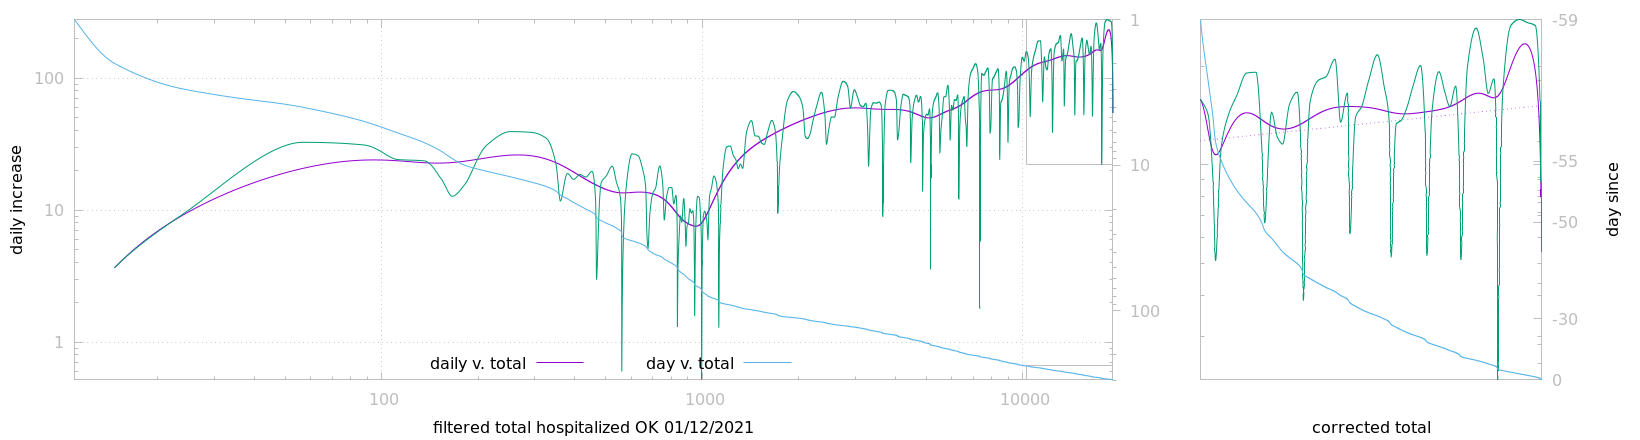 1
-59
100
10
-55
daily increase
day since
10
-50
100
-30
1
daily v. total
day v. total
0
100
1000
10000
filtered total hospitalized OK 01/12/2021
corrected total